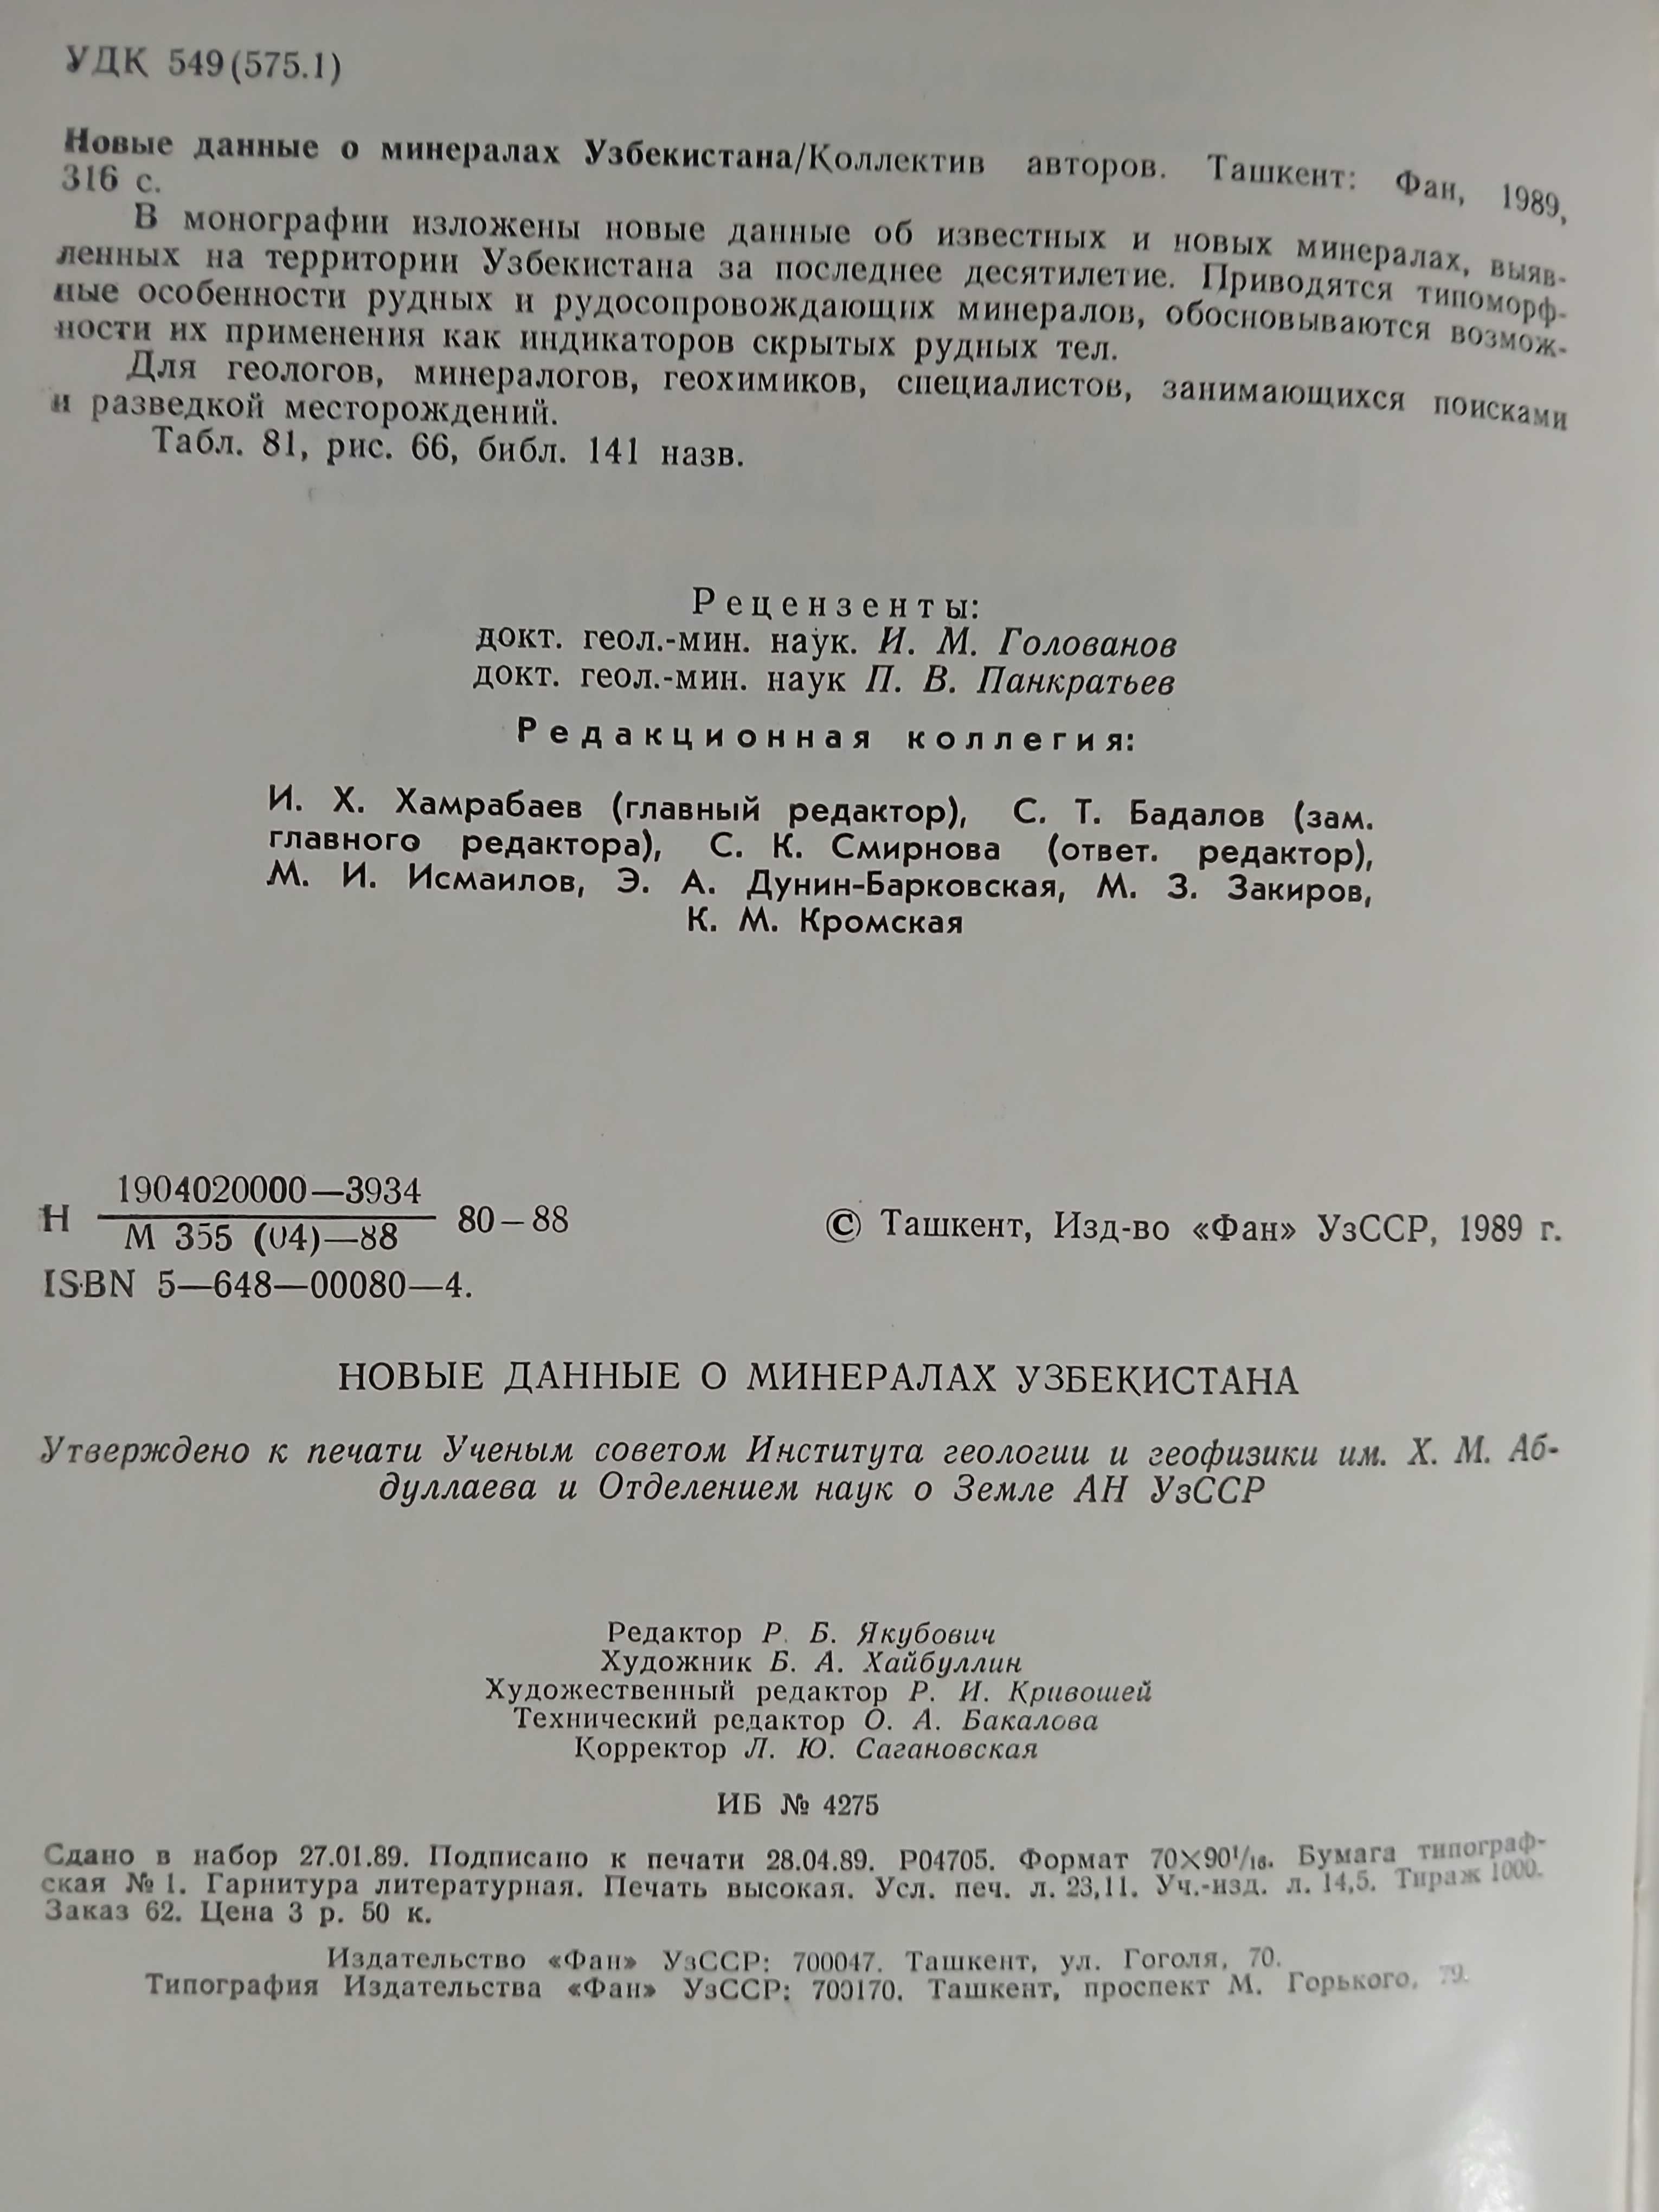 УДК 549(575.1)
Новые данные о минералах Узбекистана/Коллектив авторов. Ташкент: Фан, 1989,
316 с.
В монографии изложены новые данные об известных и новых минералах, выяв-
ленных на территории Узбекистана за последнее десятилетие. Приводятся типоморф-
ные особенности рудных и рудосопровождающих минералов, обосновываются возмож-
ности их применения как индикаторов скрытых рудных тел.
Для геологов, минералогов, геохимиков, специалистов, занимающихся поисками
и разведкой месторождений.
Табл. 81, рис. 66, библ. 141 назв.
Рецензенты:
докт. геол.-мин. наук. И. М. Голованов
докт. геол.-мин. наук П. В. Панкратьев
Редакционная коллегия:
И. Х. Хамрабаев (главный редактор), С. Т. Бадалов (зам.
главного редактора), С. К. Смирнова (ответ. редактор),
М. И. Исмаилов, Э. А. Дунин-Барковская, М. З. Закиров,
К. М. Кромская
1904020000—3934
Н ―――― 80—88
М 355 (04)—88
© Ташкент, Изд-во «Фан» УзССР, 1989 г.
ISBN 5—648—00080—4.
НОВЫЕ ДАННЫЕ О МИНЕРАЛАХ УЗБЕКИСТАНА
Утверждено к печати Ученым советом Института геологии и геофизики им. Х. М. Аб-
дуллаева и Отделением наук о Земле АН УзССР
Редактор Р. Б. Якубович
Художник Б. А. Хайбуллин
Художественный редактор Р. И. Кривошей
Технический редактор О. А. Бакалова
Корректор Л. Ю. Сагановская
ИБ № 4275
Сдано в набор 27.01.89. Подписано к печати 28.04.89. Р04705. Формат 70×90¹/₁₆. Бумага типограф-
ская № 1. Гарнитура литературная. Печать высокая. Усл. печ. л. 23,11. Уч.-изд. л. 14,5. Тираж 1000.
Заказ 62. Цена 3 р. 50 к.
Издательство «Фан» УзССР: 700047. Ташкент, ул. Гоголя, 70.
Типография Издательства «Фан» УзССР: 700170. Ташкент, проспект М. Горького, 79.